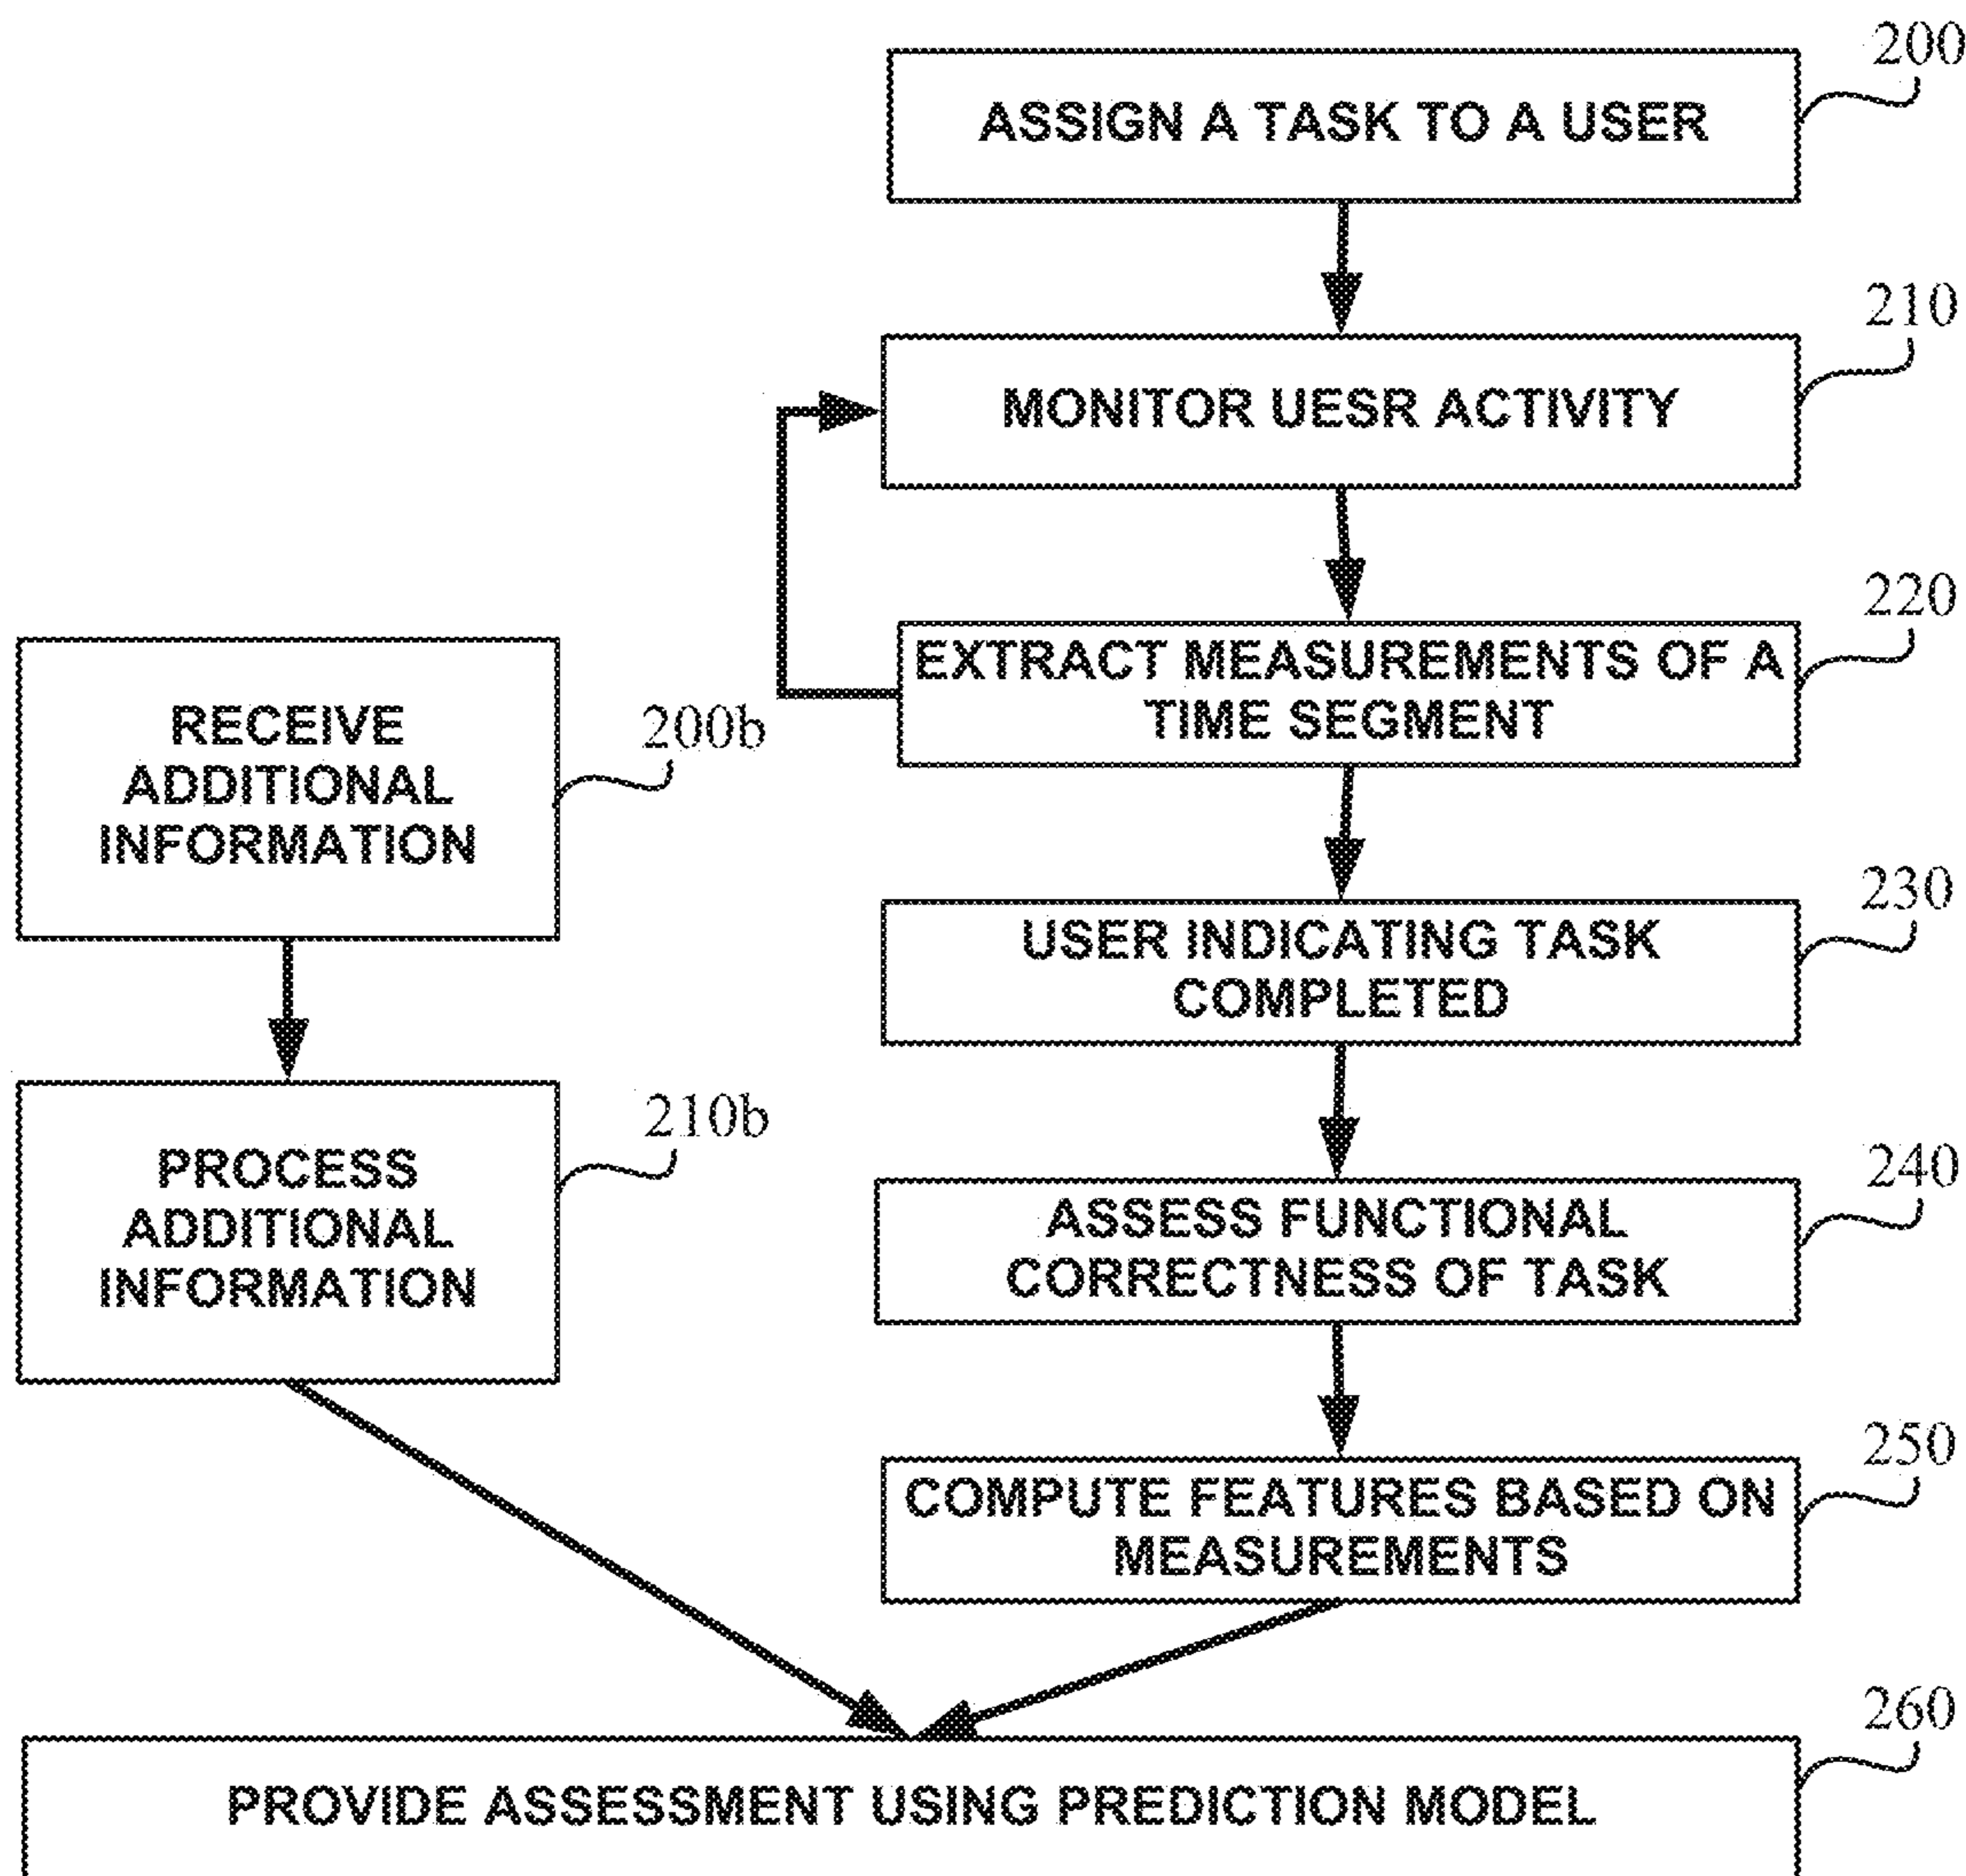 200
ASSIGN A TASK TO A USER
210
MONITOR UESR ACTIVITY
220
EXTRACT MEASUREMENTS OF A
TIME SEGMENT
200b
RECEIVE
ADDITIONAL
INFORMATION
230
USER INDICATING TASK
COMPLETED
210b
PROCESS
ADDITIONAL
INFORMATION
240
ASSESS FUNCTIONAL
CORRECTNESS OF TASK
250
COMPUTE FEATURES BASED ON
MEASUREMENTS
260
PROVIDE ASSESSMENT USING PREDICTION MODEL